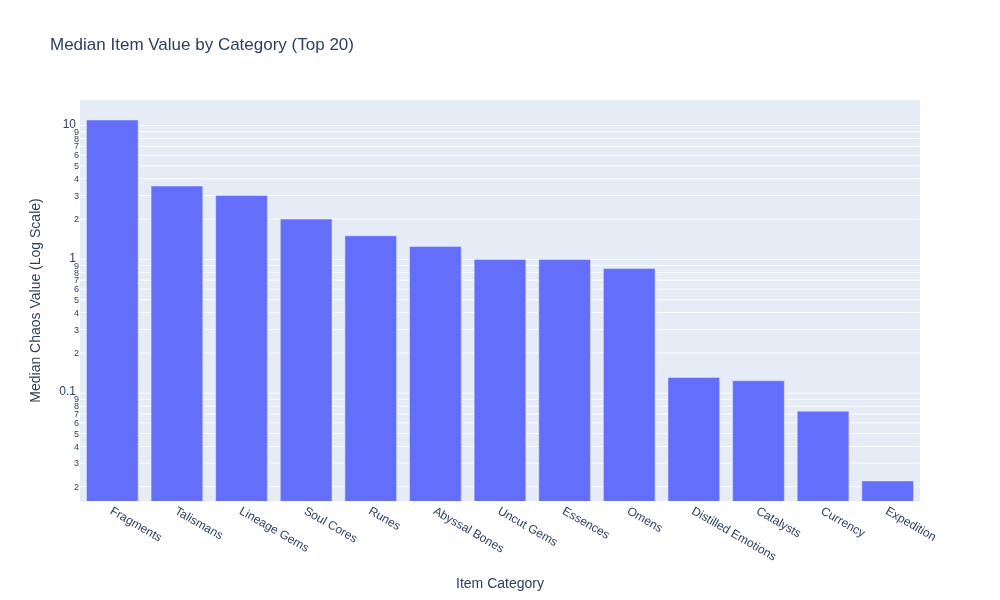 Median Item Value by Category (Top 20)
Median Chaos Value (Log Scale)
10
9
8
7
6
5
4
3
2
1
9
8
7
6
5
4
3
2
0.1
9
8
7
6
5
4
3
2
Fragments
Talismans
Lineage Gems
Soul Cores
Runes
Abyssal Bones
Uncut Gems
Essences
Omens
Distilled Emotions
Catalysts
Currency
Expedition
Item Category